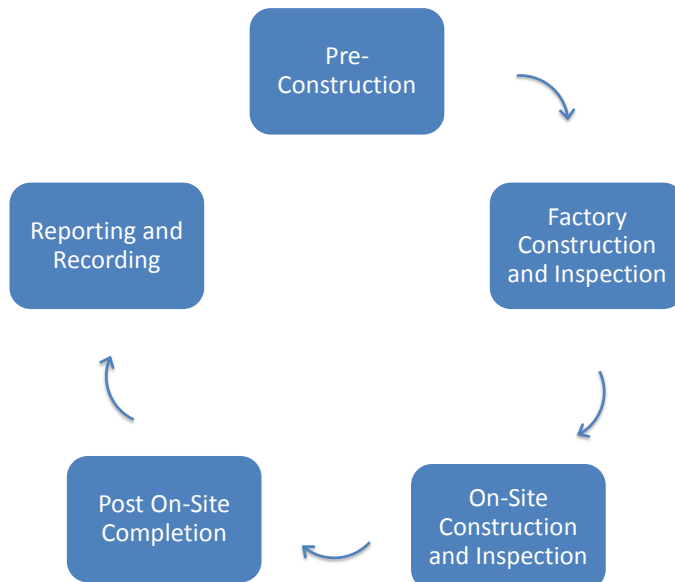 Pre-
Construction
Factory
Construction
and Inspection
On-Site
Construction
and Inspection
Post On-Site
Completion
Reporting and
Recording